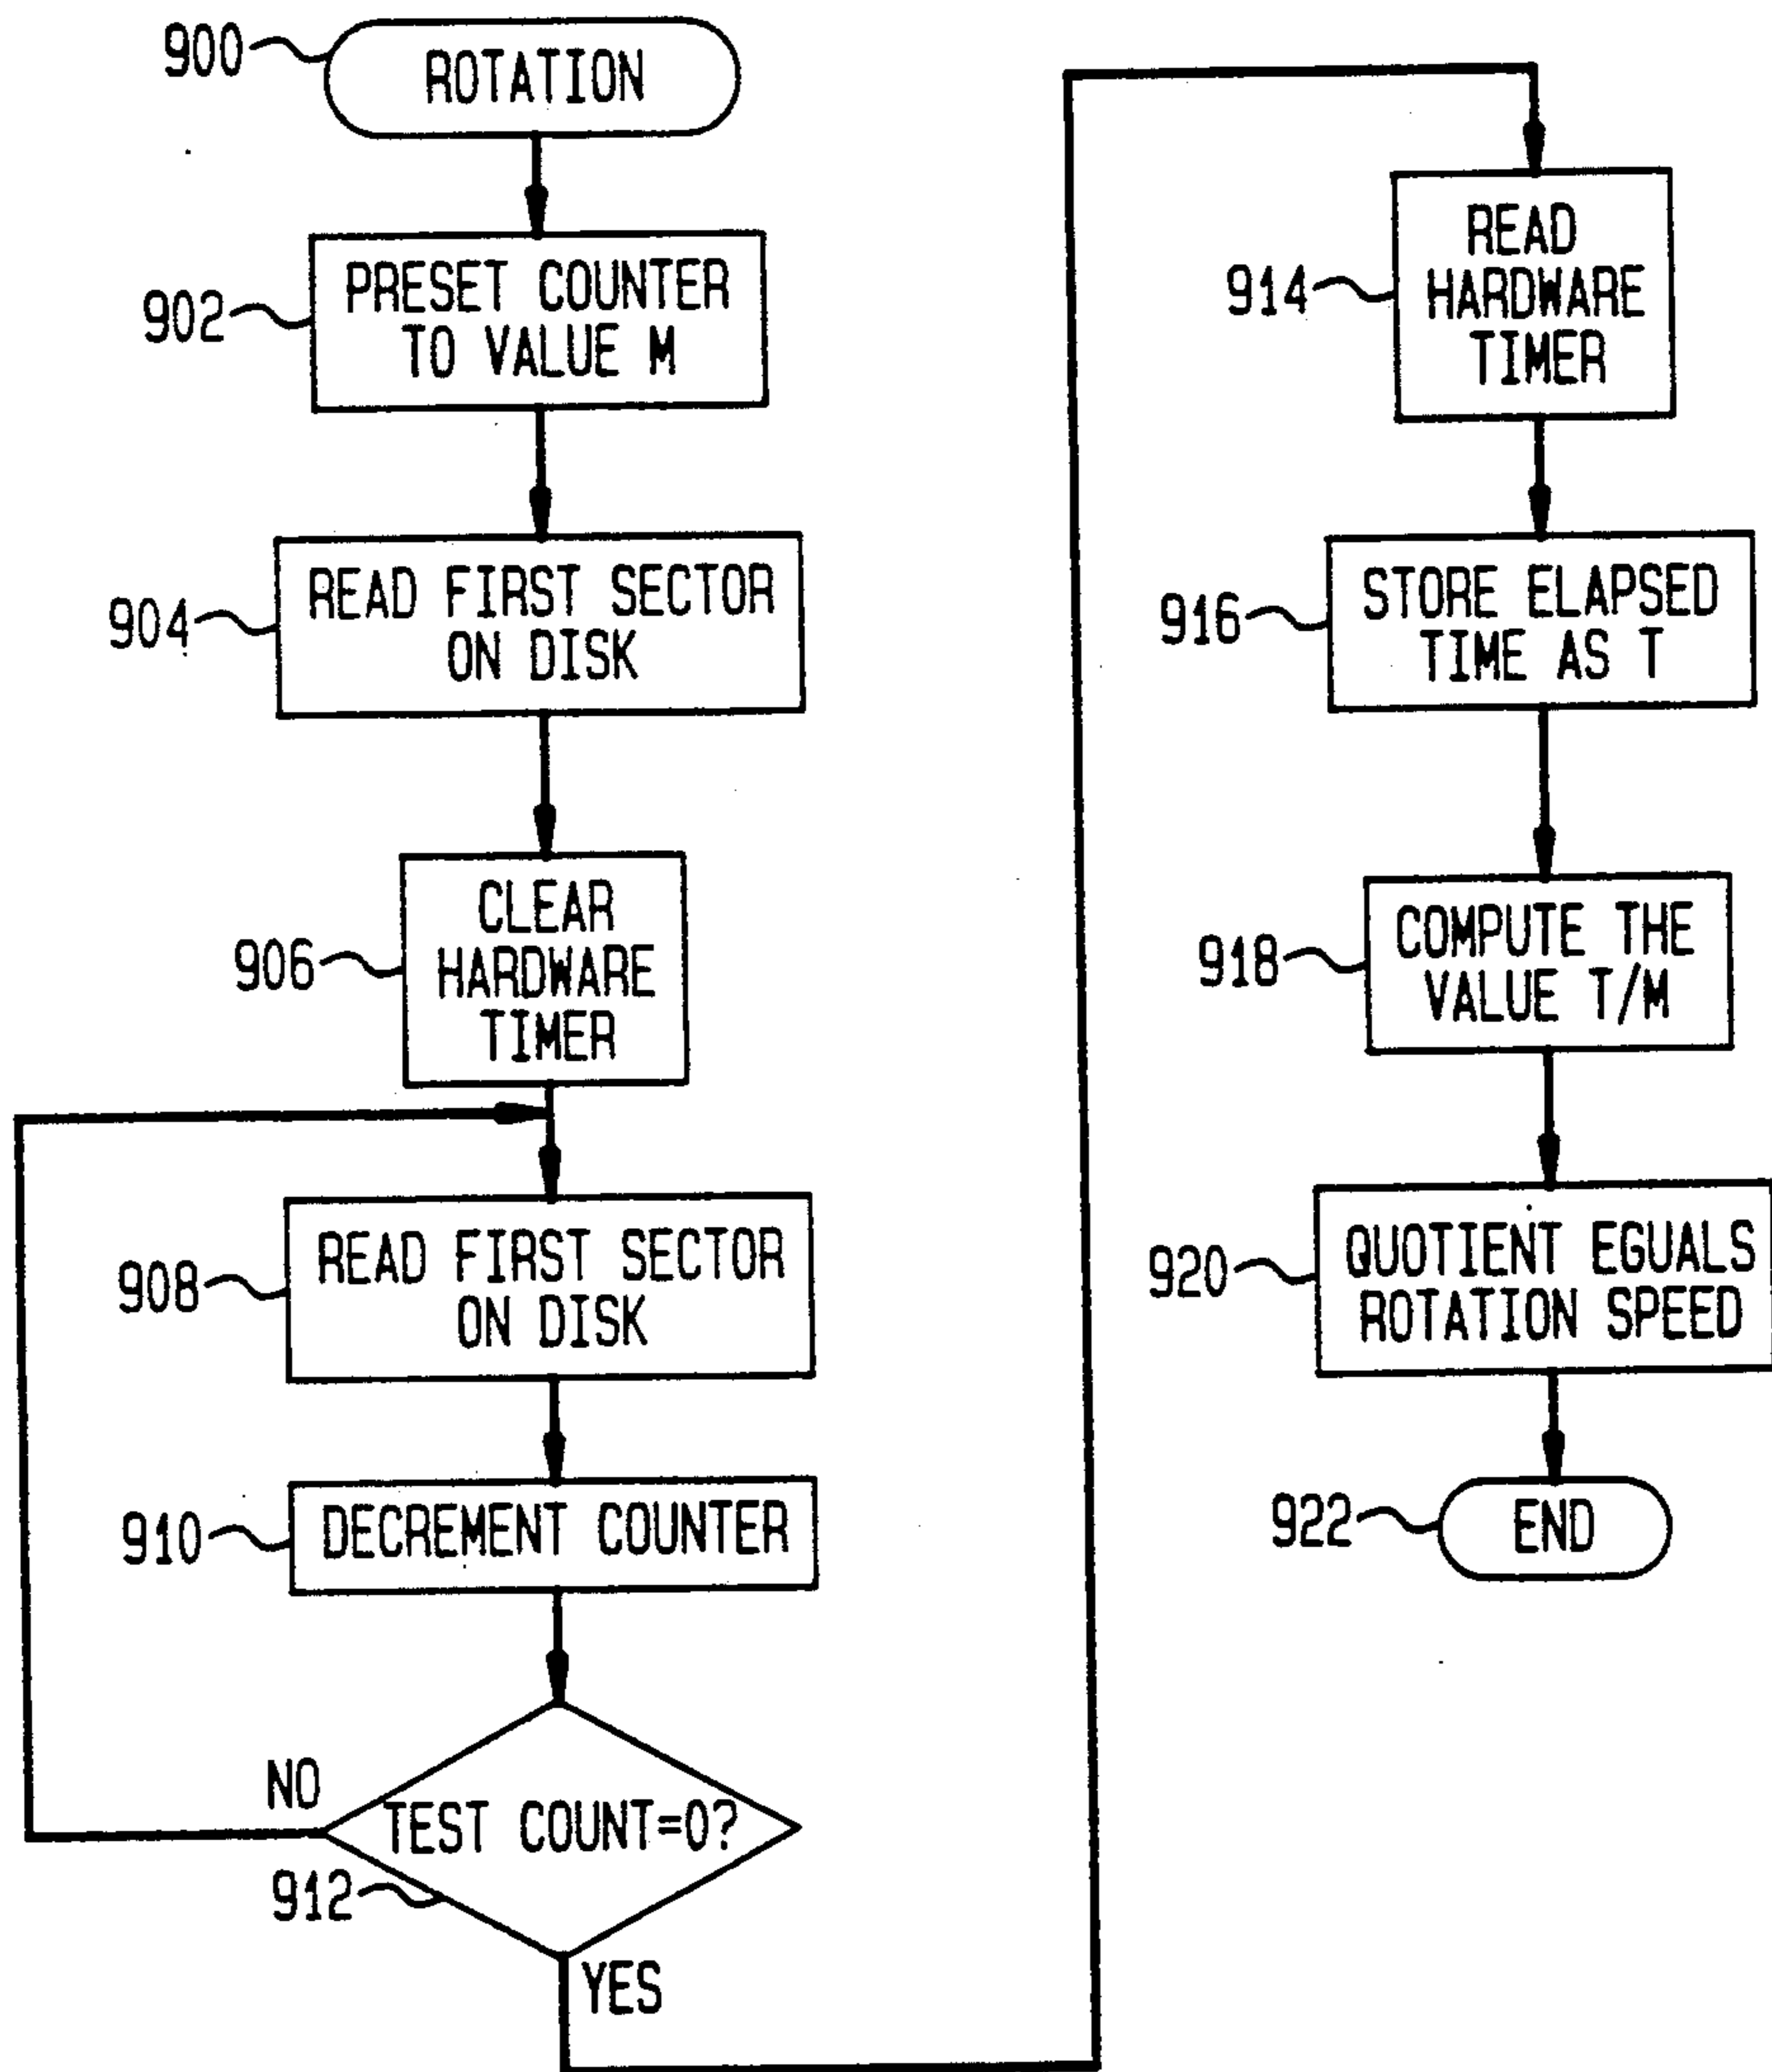 900
ROTATION
902
PRESET COUNTER
TO VALUE M
904
READ FIRST SECTOR
ON DISK
906
CLEAR
HARDWARE
TIMER
908
READ FIRST SECTOR
ON DISK
910
DECREMENT COUNTER
NO
TEST COUNT=0?
912
YES
914
READ
HARDWARE
TIMER
916
STORE ELAPSED
TIME AS T
918
COMPUTE THE
VALUE T/M
920
QUOTIENT EGUALS
ROTATION SPEED
922
END